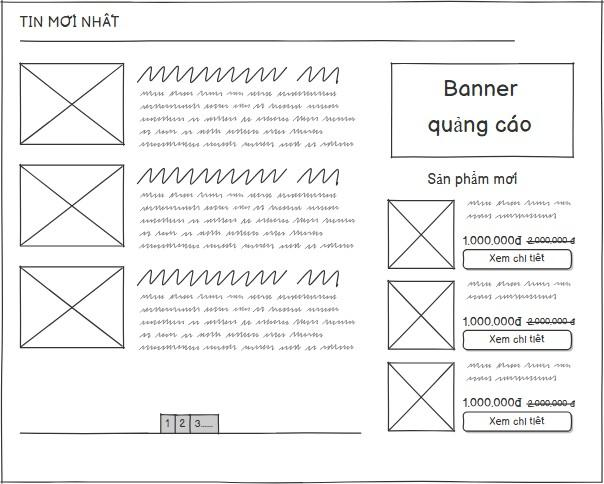 TIN MỚI NHẤT
Banner
quảng cáo
Sản phẩm mới
1,000,000đ 2,000,000 đ
Xem chi tiết
1,000,000đ 2,000,000 đ
Xem chi tiết
1,000,000đ 2,000,000 đ
Xem chi tiết
1 2 3.....